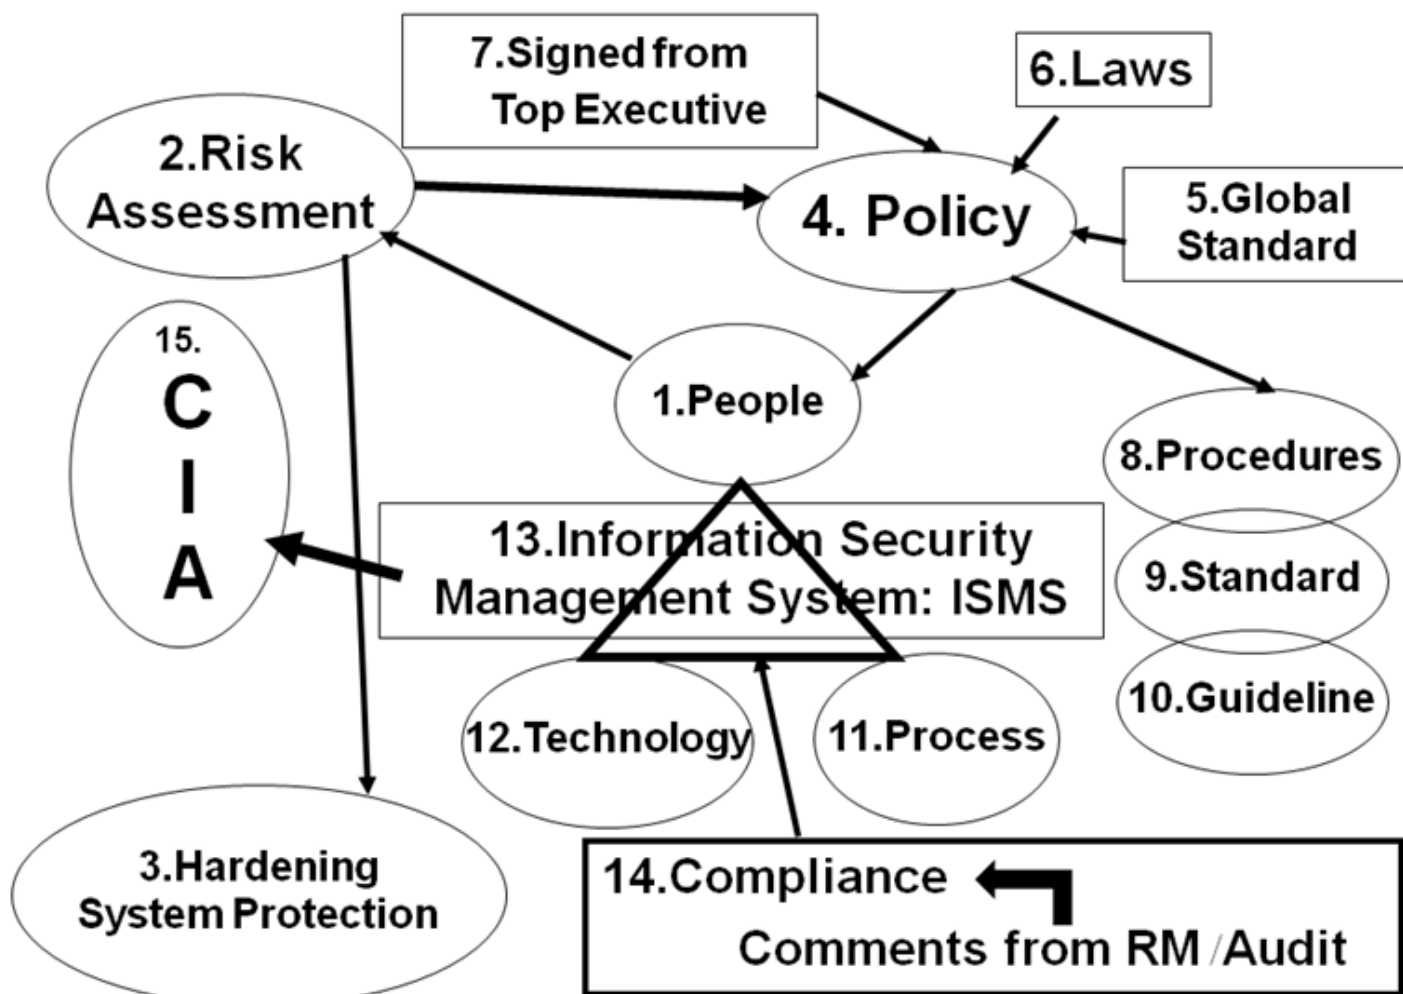 7.Signed from
Top Executive
6.Laws
2.Risk
Assessment
4. Policy
5.Global
Standard
15.
C
I
A
1.People
8.Procedures
13.Information Security
Management System: ISMS
9.Standard
10.Guideline
12.Technology
11.Process
3.Hardening
System Protection
14.Compliance
Comments from RM /Audit